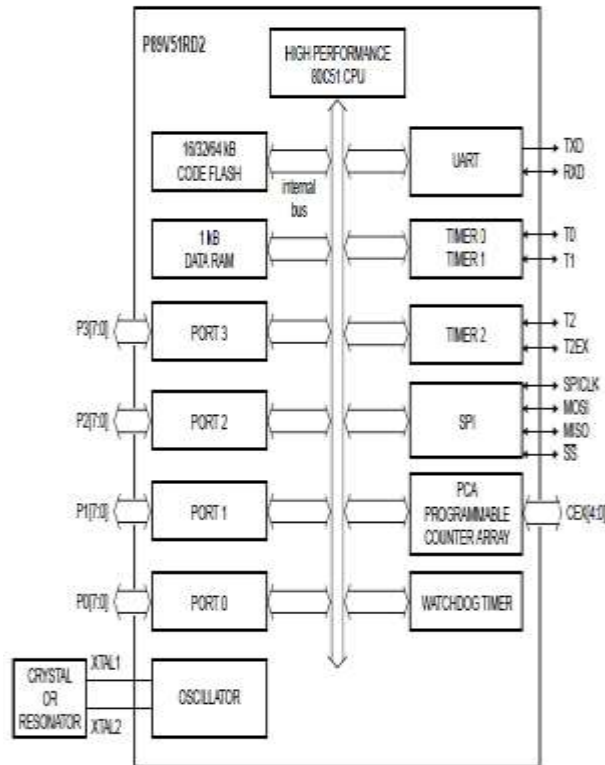 P89V51RD2
HIGH PERFORMANCE
80C51 CPU
16/32/64 kB
CODE FLASH
internal
bus
UART
TXD
RXD
1 kB
DATA RAM
TIMER 0
TIMER 1
T0
T1
P3[7:0]
PORT 3
TIMER 2
T2
T2EX
P2[7:0]
PORT 2
SPI
SPICLK
MOSI
MISO
SS
P1[7:0]
PORT 1
PCA
PROGRAMMABLE
COUNTER ARRAY
CEX[4:0]
P0[7:0]
PORT 0
WATCHDOG TIMER
CRYSTAL
OR
RESONATOR
XTAL1
XTAL2
OSCILLATOR